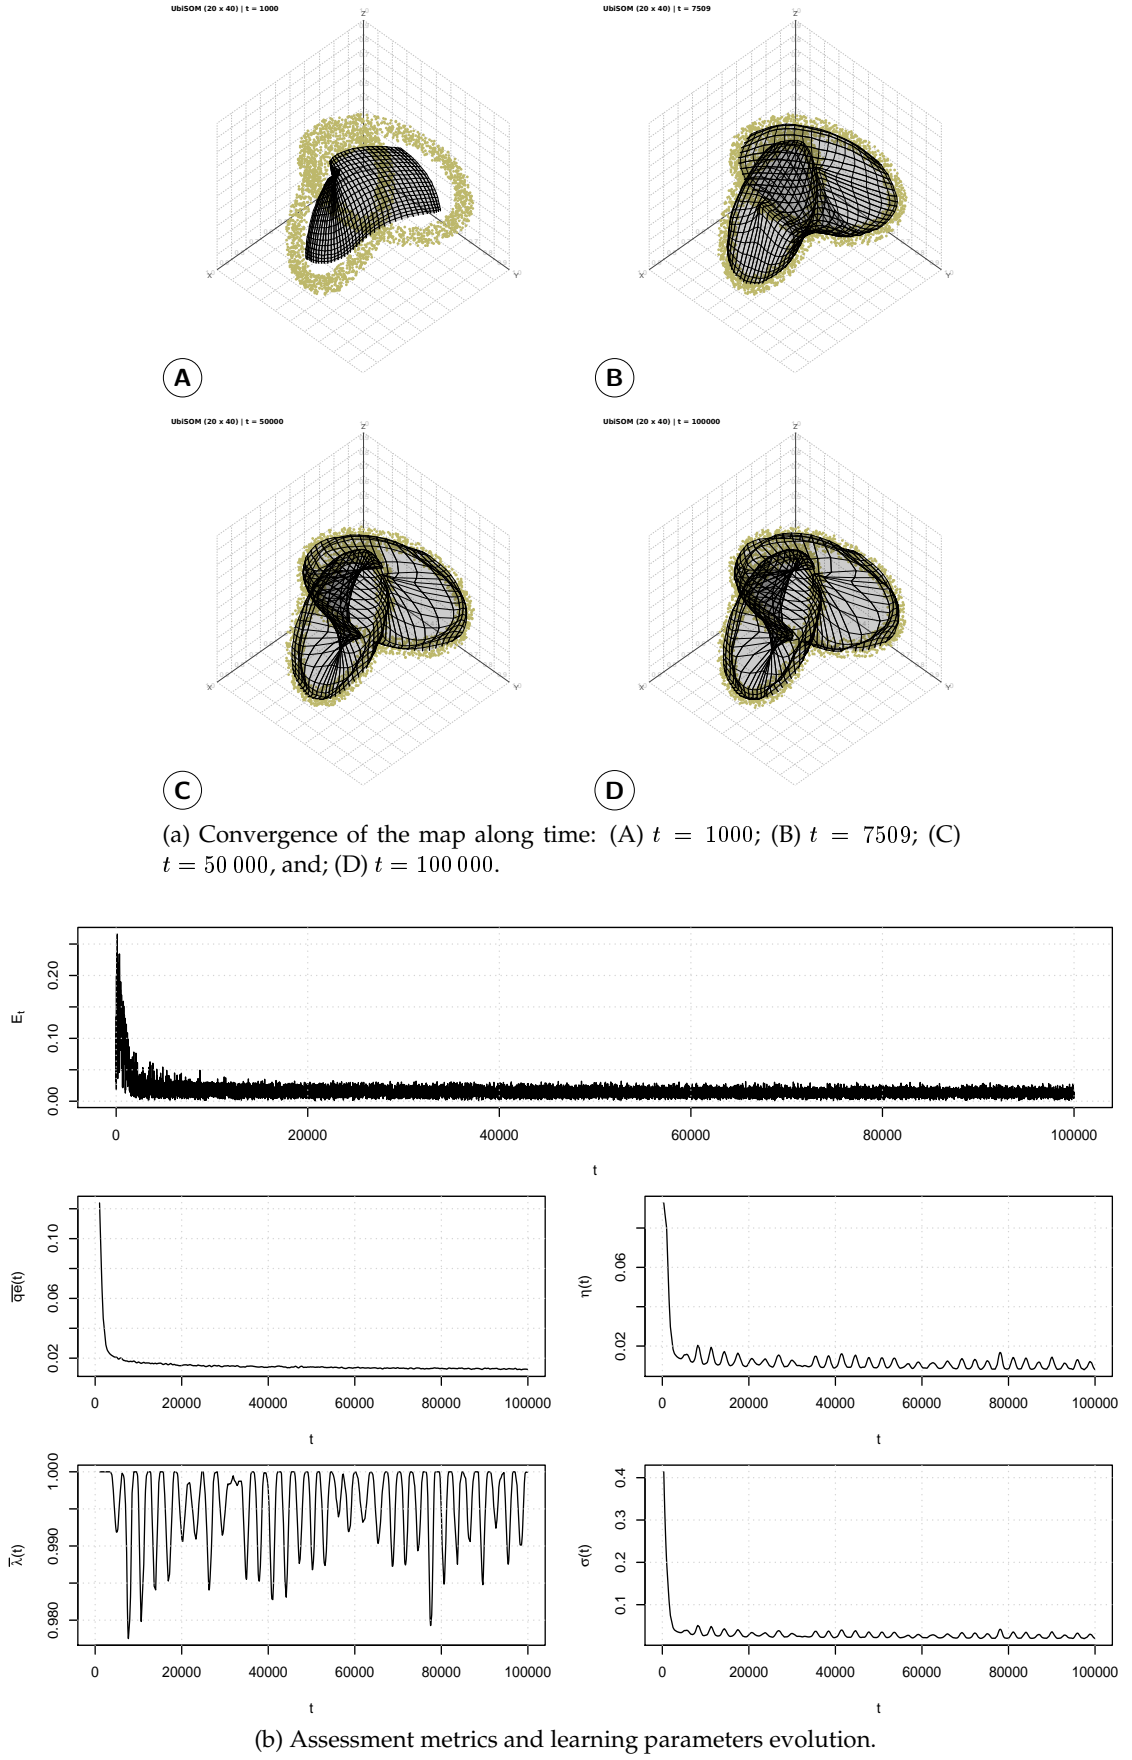 UbiSOM (20 x 40) | t = 1000
Z
X
Y
A
UbiSOM (20 x 40) | t = 7509
Z
X
Y
B
UbiSOM (20 x 40) | t = 50000
Z
X
Y
C
UbiSOM (20 x 40) | t = 100000
Z
X
Y
D
(a) Convergence of the map along time: (A) t = 1000; (B) t = 7509; (C)
t = 50 000, and; (D) t = 100 000.
E_t
0.20
0.10
0.00
0 20000 40000 60000 80000 100000
t
q̅e̅(t)
0.10
0.06
0.02
0 20000 40000 60000 80000 100000
t
η(t)
0.06
0.02
0 20000 40000 60000 80000 100000
t
λ̅(t)
1.000
0.990
0.980
0 20000 40000 60000 80000 100000
t
σ(t)
0.4
0.3
0.2
0.1
0 20000 40000 60000 80000 100000
t
(b) Assessment metrics and learning parameters evolution.